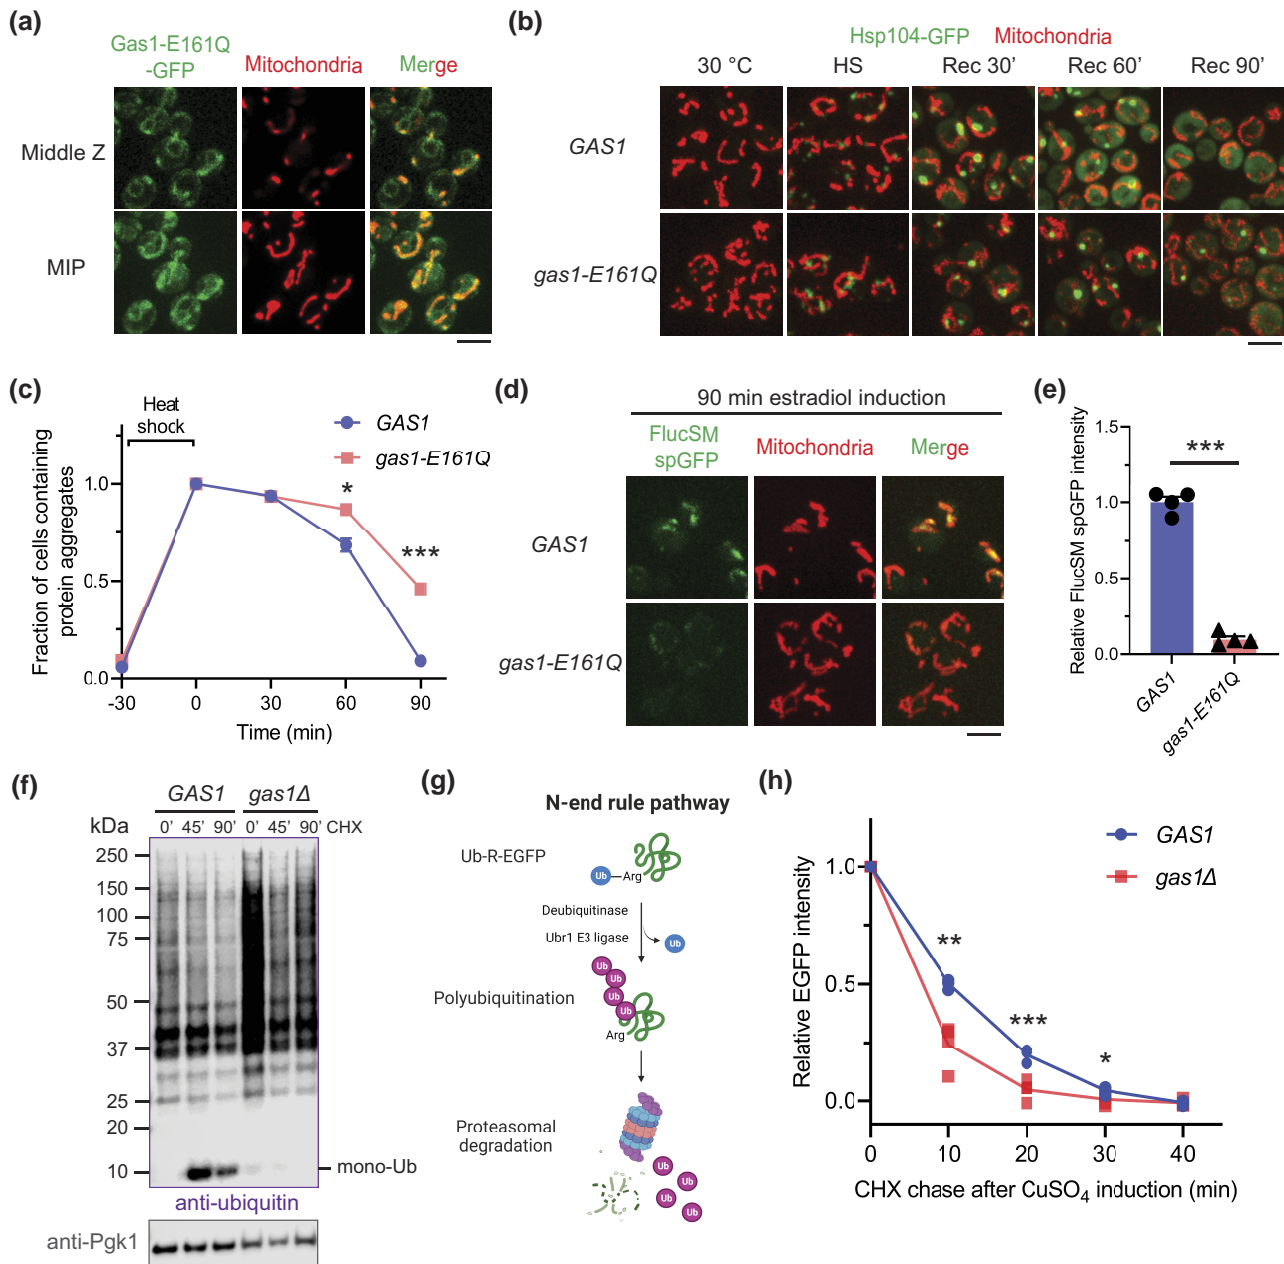 (a)
Gas1-E161Q
-GFP
Mitochondria
Merge
Middle Z
MIP
(b)
Hsp104-GFP Mitochondria
30 °C HS Rec 30' Rec 60' Rec 90'
GAS1
gas1-E161Q
(c)
Heat
shock
GAS1
gas1-E161Q
*
***
1.0
0.5
0.0
-30 0 30 60 90
Time (min)
Fraction of cells containing
protein aggregates
(d)
90 min estradiol induction
FlucSM
spGFP
Mitochondria
Merge
GAS1
gas1-E161Q
(e)
***
1.5
1.0
0.5
0.0
Relative FlucSM spGFP intensity
GAS1
gas1-E161Q
(f)
GAS1 gas1Δ
kDa 0' 45' 90' 0' 45' 90' CHX
250
150
100
75
50
37
25
20
10
mono-Ub
anti-ubiquitin
anti-Pgk1
(g)
N-end rule pathway
Ub-R-EGFP
Ub
Arg
Deubiquitinase
Ubr1 E3 ligase
Ub
Polyubiquitination
Ub
Ub
Ub
Ub
Arg
Proteasomal
degradation
Ub
Ub
Ub
Ub
(h)
GAS1
gas1Δ
**
***
*
1.0
0.5
0.0
0 10 20 30 40
CHX chase after CuSO4 induction (min)
Relative EGFP intensity